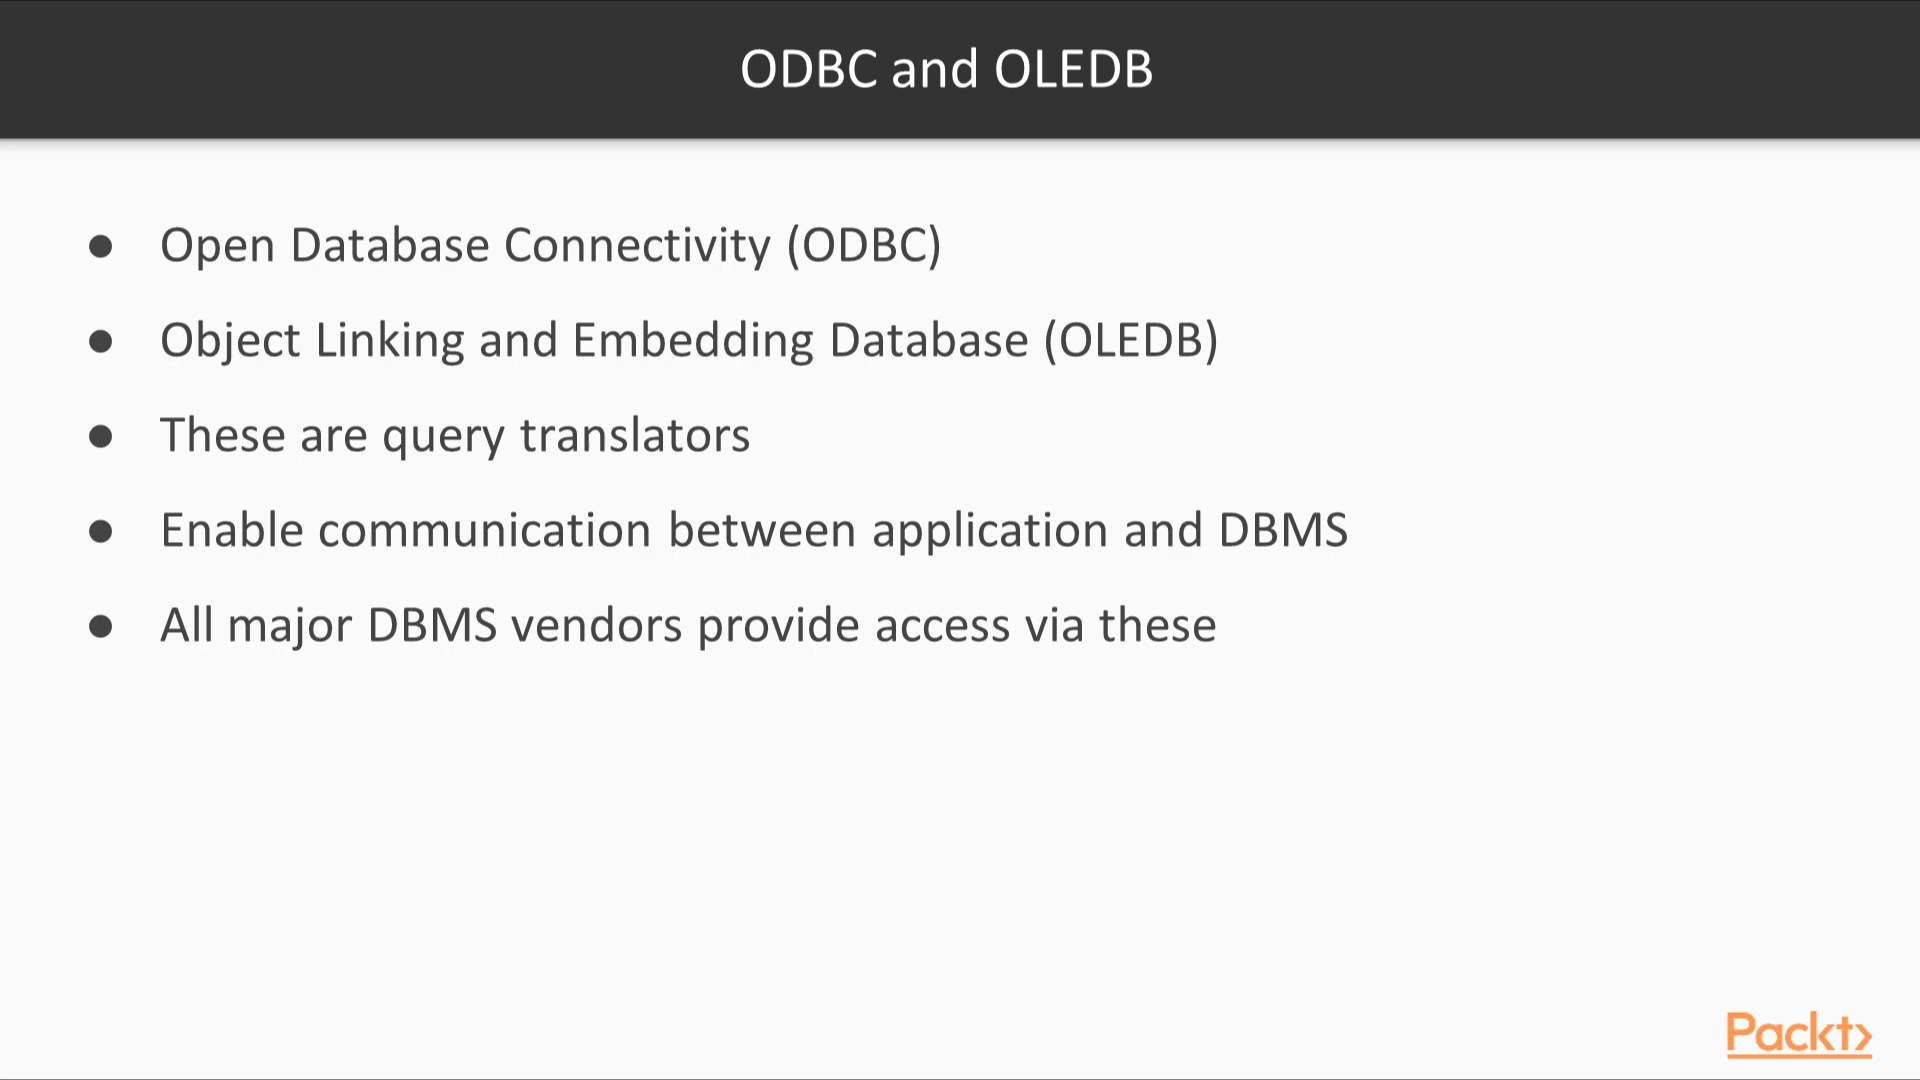 ODBC and OLEDB
● Open Database Connectivity (ODBC)
● Object Linking and Embedding Database (OLEDB)
● These are query translators
● Enable communication between application and DBMS
● All major DBMS vendors provide access via these
Packt>